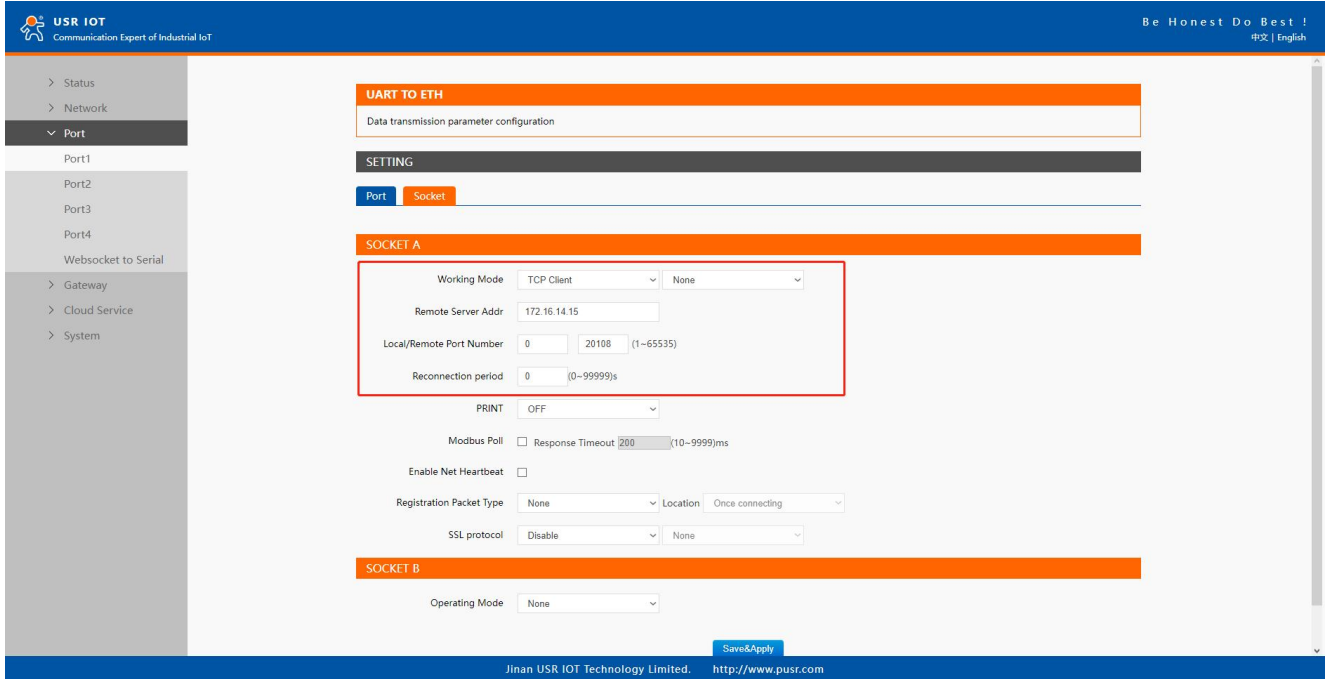 USR IOT
Communication Expert of Industrial IoT
Be Honest Do Best !
中文 | English
Status
Network
Port
Port1
Port2
Port3
Port4
Websocket to Serial
Gateway
Cloud Service
System
UART TO ETH
Data transmission parameter configuration
SETTING
Port Socket
SOCKET A
Working Mode TCP Client None
Remote Server Addr 172.16.14.15
Local/Remote Port Number 0 20108 (1~65535)
Reconnection period 0 (0~99999)s
PRINT OFF
Modbus Poll Response Timeout 200 (10~9999)ms
Enable Net Heartbeat
Registration Packet Type None Location Once connecting
SSL protocol Disable None
SOCKET B
Operating Mode None
Save&Apply
Jinan USR IOT Technology Limited. http://www.pusr.com